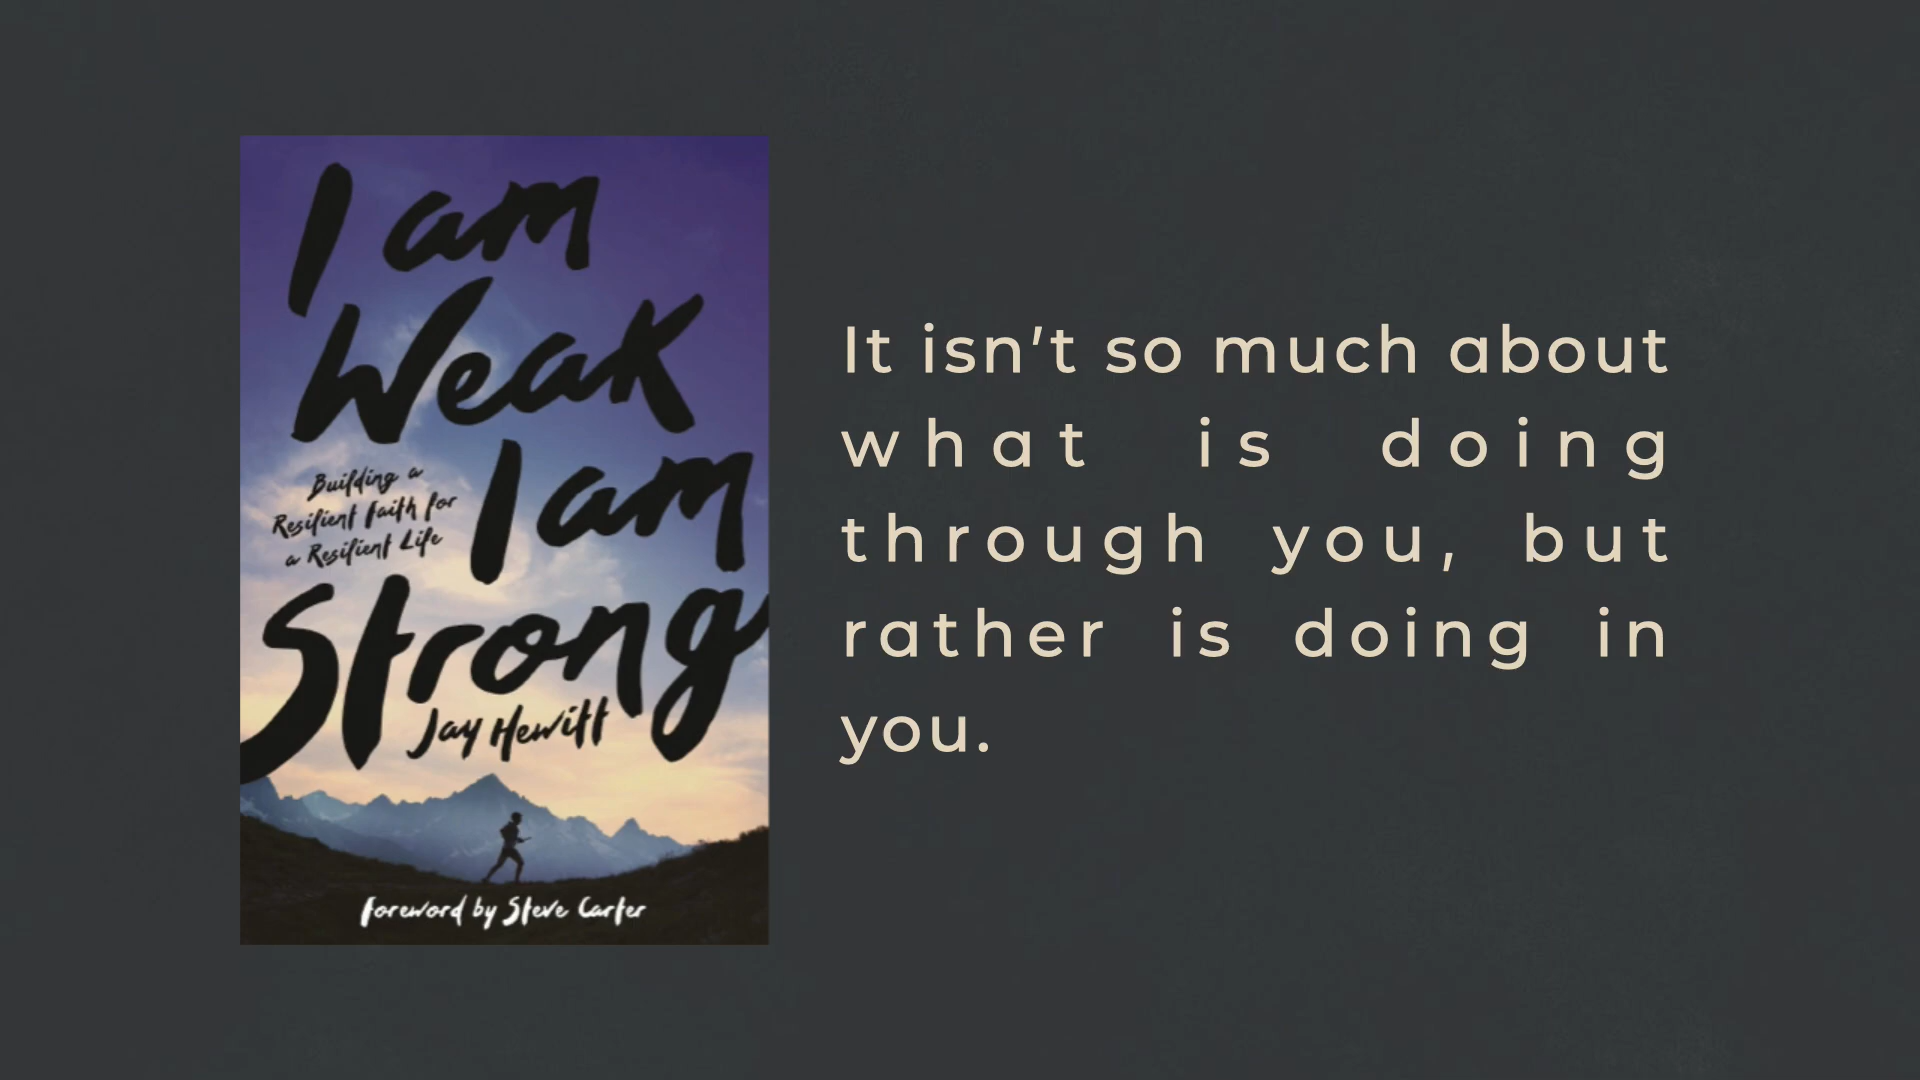 I am
Weak
I am
Building a
Resilient Faith for
a Resilient Life
Strong
Jay Hewitt
foreword by Steve Carter
It isn't so much about
what is doing
through you, but
rather is doing in
you.